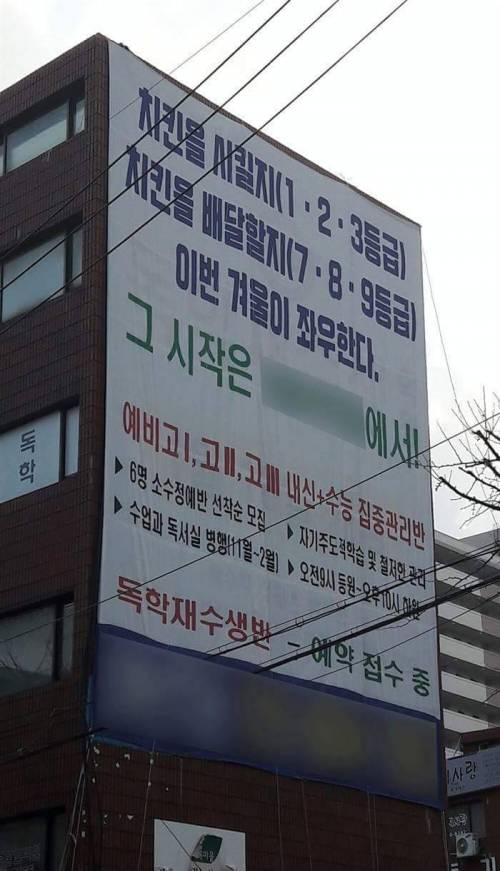 치킨을 시킬지(1·2·3등급)
치킨을 배달할지(7·8·9등급)
이번 겨울이 좌우한다.
그 시작은
에서!
예비고Ⅰ,고Ⅱ,고Ⅲ 내신+수능 집중관리반
▶ 6명 소수정예반 선착순 모집
▶ 수업과 독서실 병행(11월~2월)
▶ 자기주도적학습 및 철저한 관리
▶ 오전9시 등원~오후10시 하원
독학재수생반 - 예약 접수 중
독학
사랑